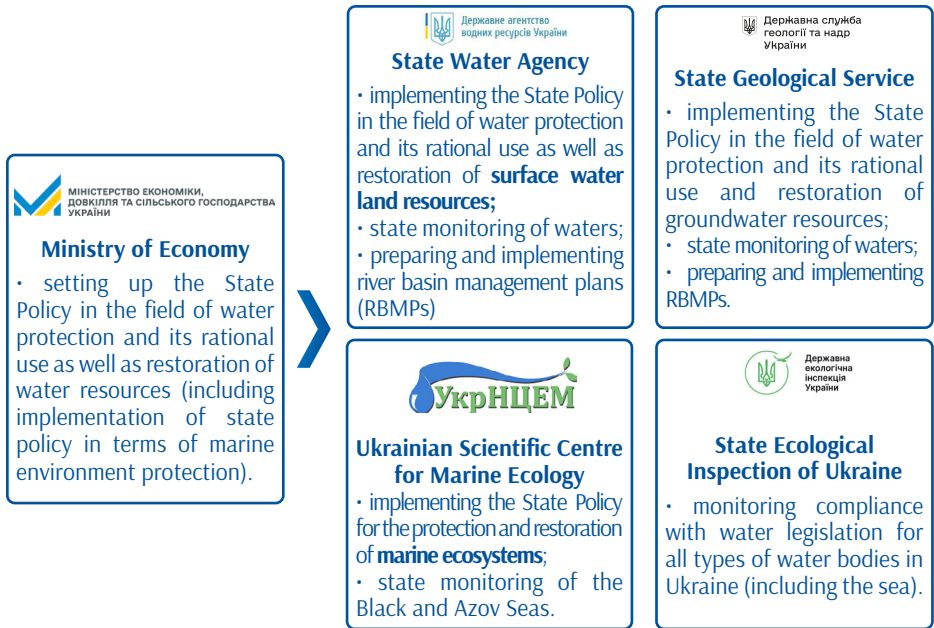 МІНІСТЕРСТВО ЕКОНОМІКИ,
ДОВКІЛЛЯ ТА СІЛЬСЬКОГО ГОСПОДАРСТВА
УКРАЇНИ
Ministry of Economy
• setting up the State
Policy in the field of water
protection and its rational
use as well as restoration of
water resources (including
implementation of state
policy in terms of marine
environment protection).
Державне агентство
водних ресурсів України
State Water Agency
• implementing the State Policy
in the field of water protection
and its rational use as well as
restoration of surface water
land resources;
• state monitoring of waters;
• preparing and implementing
river basin management plans
(RBMPs)
Державна служба
геології та надр
України
State Geological Service
• implementing the State
Policy in the field of water
protection and its rational
use and restoration of
groundwater resources;
• state monitoring of waters;
• preparing and implementing
RBMPs.
УкрНЦЕМ
Ukrainian Scientific Centre
for Marine Ecology
• implementing the State Policy
for the protection and restoration
of marine ecosystems;
• state monitoring of the
Black and Azov Seas.
Державна
екологічна
інспекція
України
State Ecological
Inspection of Ukraine
• monitoring compliance
with water legislation for
all types of water bodies in
Ukraine (including the sea).